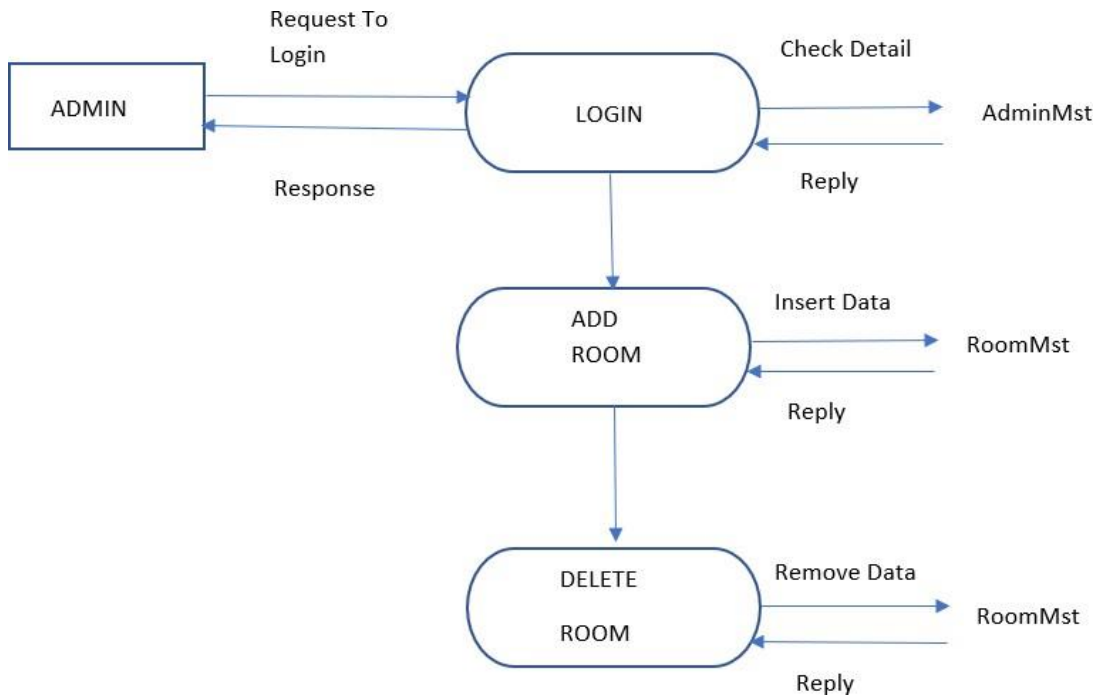 Request To
Login
Check Detail
ADMIN
LOGIN
AdminMst
Response
Reply
ADD
ROOM
Insert Data
RoomMst
Reply
DELETE
ROOM
Remove Data
RoomMst
Reply